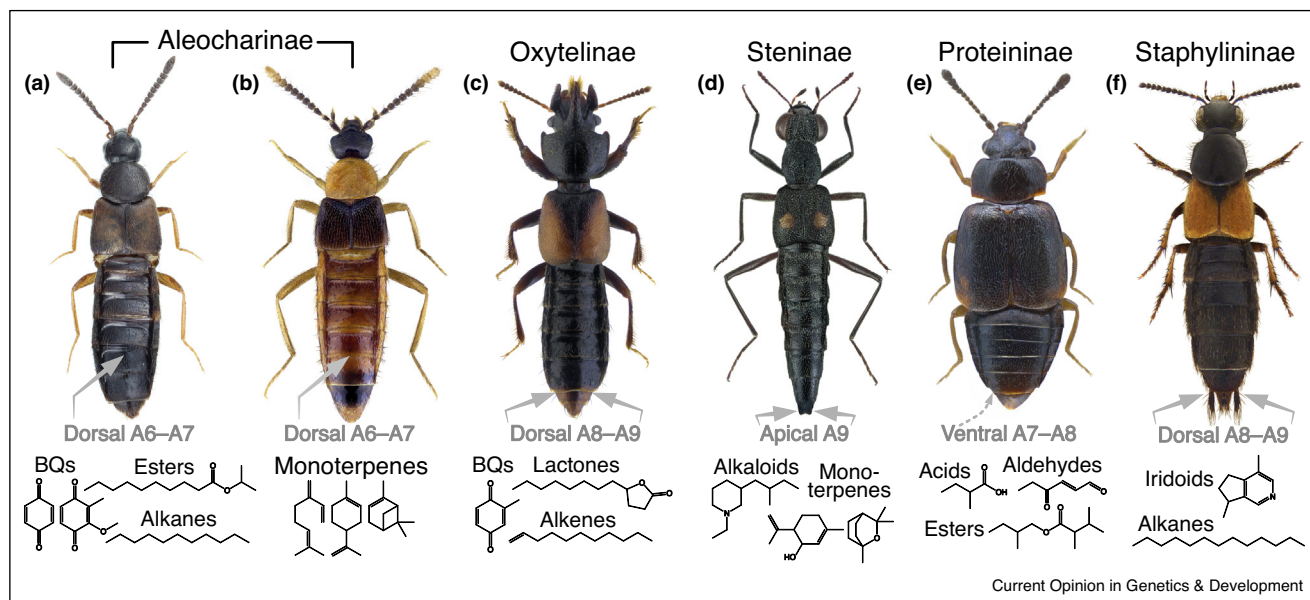 Aleocharinae
Oxytelinae
Steninae
Proteininae
Staphylininae
(a)
(b)
(c)
(d)
(e)
(f)
Dorsal A6–A7
Dorsal A6–A7
Dorsal A8–A9
Apical A9
Ventral A7–A8
Dorsal A8–A9
BQs
Esters
Alkanes
O
O
O
O
O
O
O
Monoterpenes
BQs
Lactones
Alkenes
O
O
O
O
Alkaloids
N
Mono-
terpenes
HO
O
Acids
Aldehydes
Esters
O
OH
O
O
O
O
Iridoids
N
Alkanes
Current Opinion in Genetics & Development